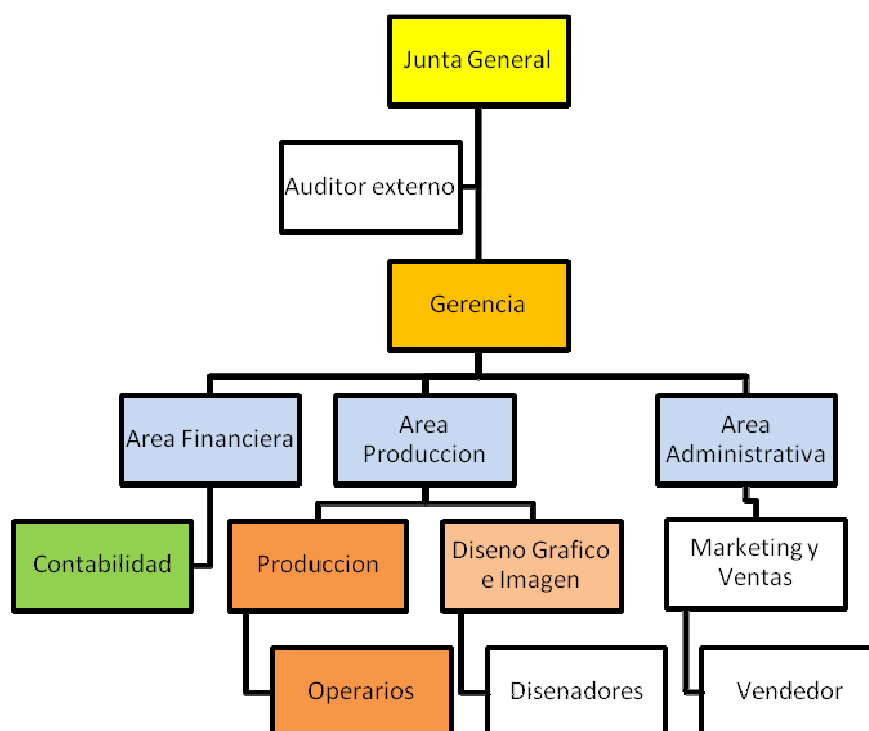 Junta General
Auditor externo
Gerencia
Area Financiera
Area
Produccion
Area
Administrativa
Contabilidad
Produccion
Diseno Grafico
e Imagen
Marketing y
Ventas
Operarios
Disenadores
Vendedor